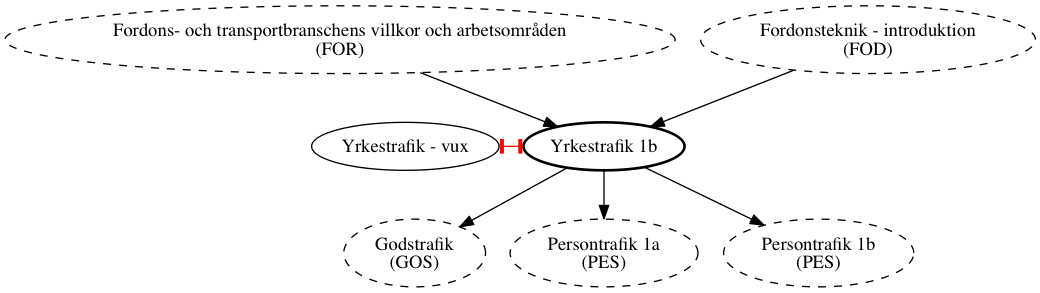 Fordons- och transportbranschens villkor och arbetsområden
(FOR)
Fordonsteknik - introduktion
(FOD)
Yrkestrafik - vux
Yrkestrafik 1b
Godstrafik
(GOS)
Persontrafik 1a
(PES)
Persontrafik 1b
(PES)